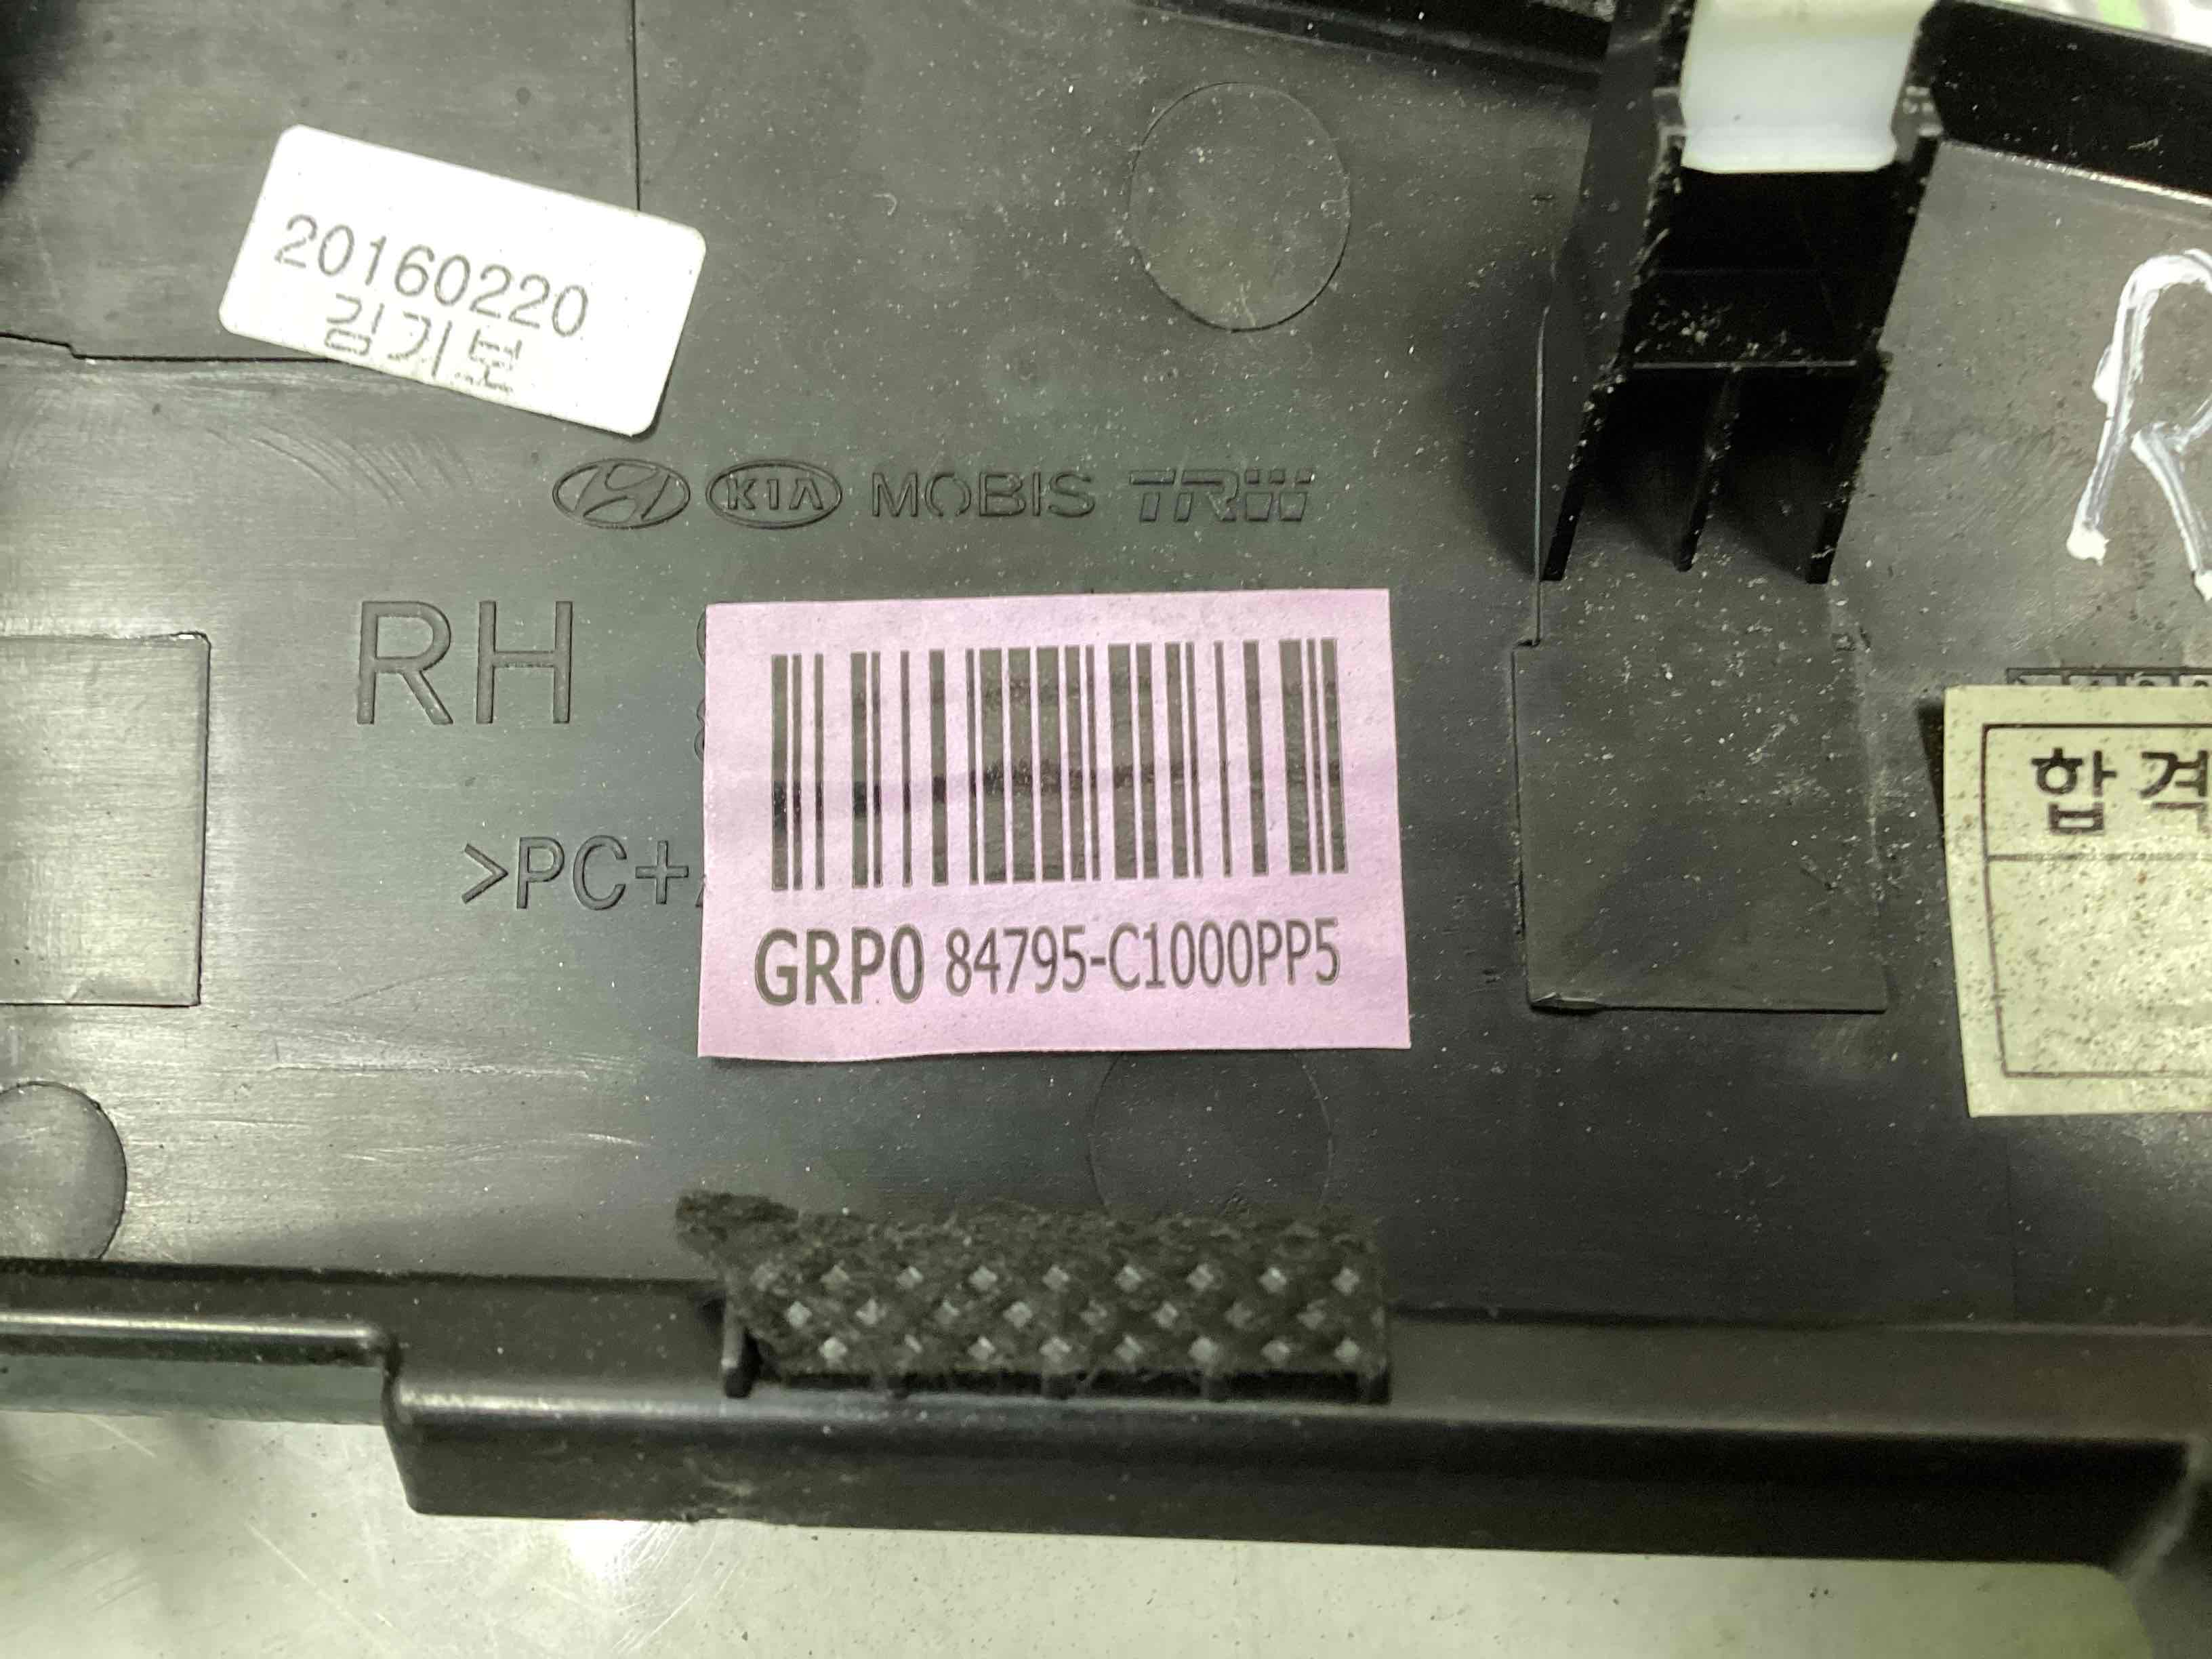 20160220
김기보
KIA MOBIS TRW
RH
>PC+
GRP0 84795-C1000PP5
R
합격